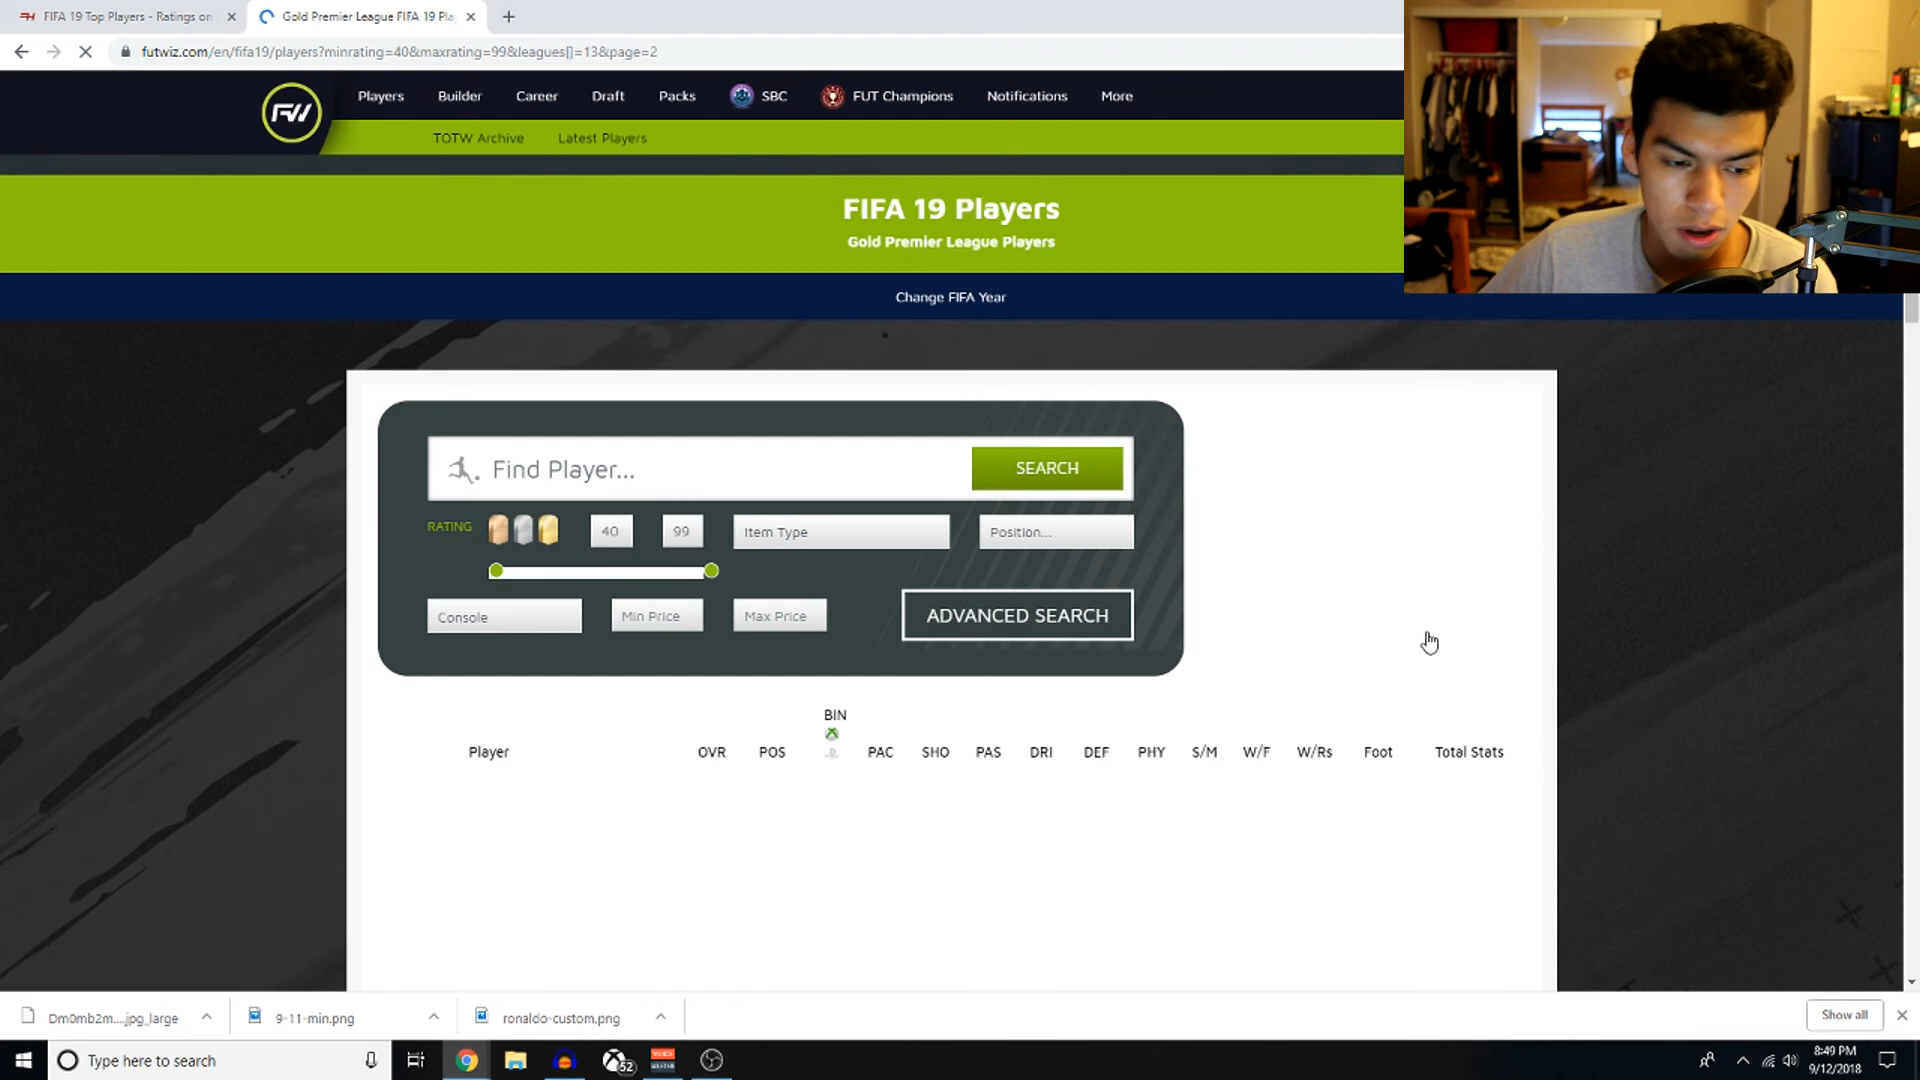 FIFA 19 Top Players - Ratings on
Gold Premier League FIFA 19 Pla
futwiz.com/en/fifa19/players?minrating=40&maxrating=99&leagues[]=13&page=2
FW
Players Builder Career Draft Packs SBC FUT Champions Notifications More
TOTW Archive Latest Players
FIFA 19 Players
Gold Premier League Players
Change FIFA Year
Find Player...
SEARCH
RATING 40 99 Item Type Position...
Console Min Price Max Price ADVANCED SEARCH
BIN
Player OVR POS PAC SHO PAS DRI DEF PHY S/M W/F W/Rs Foot Total Stats
Dm0mb2m....jpg_large 9-11-min.png ronaldo-custom.png Show all
Type here to search
52
8:49 PM
9/12/2018